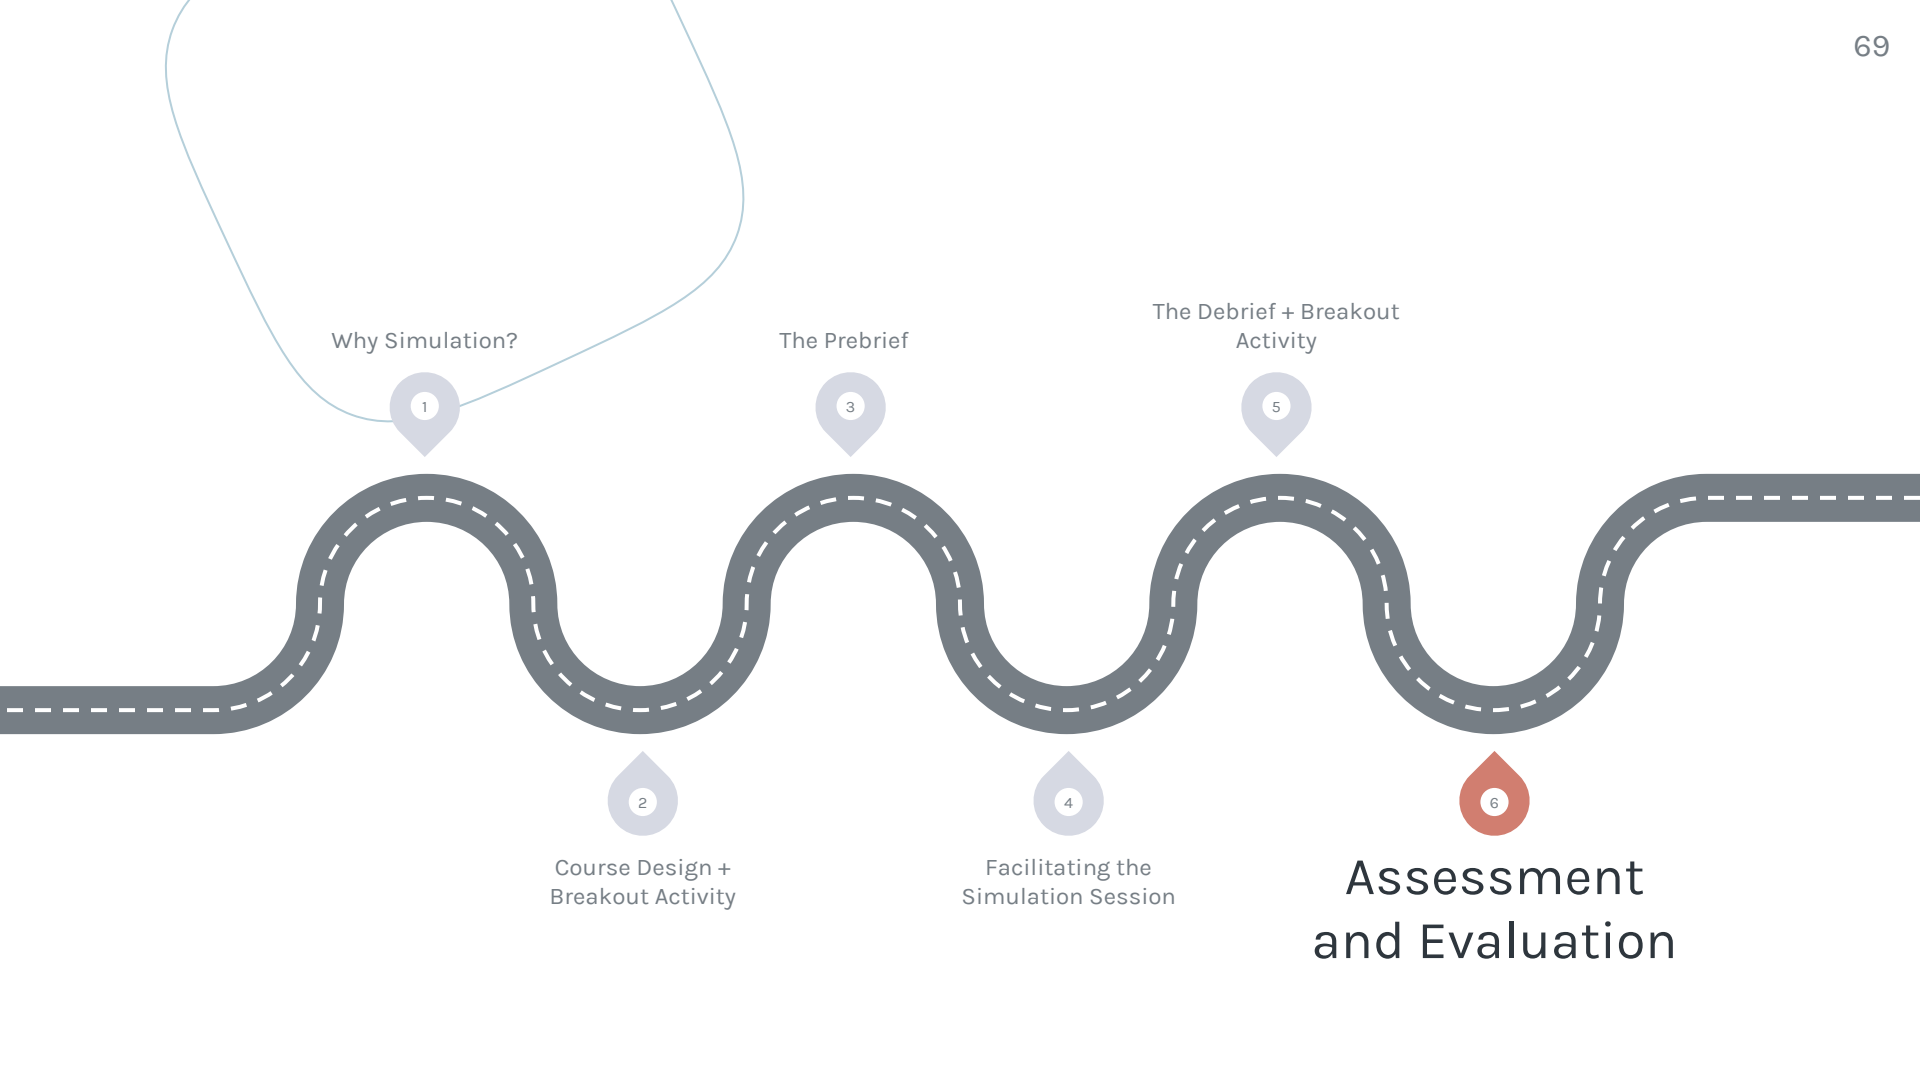 69
Why Simulation?
1
Course Design +
Breakout Activity
2
The Prebrief
3
Facilitating the
Simulation Session
4
The Debrief + Breakout
Activity
5
6
Assessment
and Evaluation